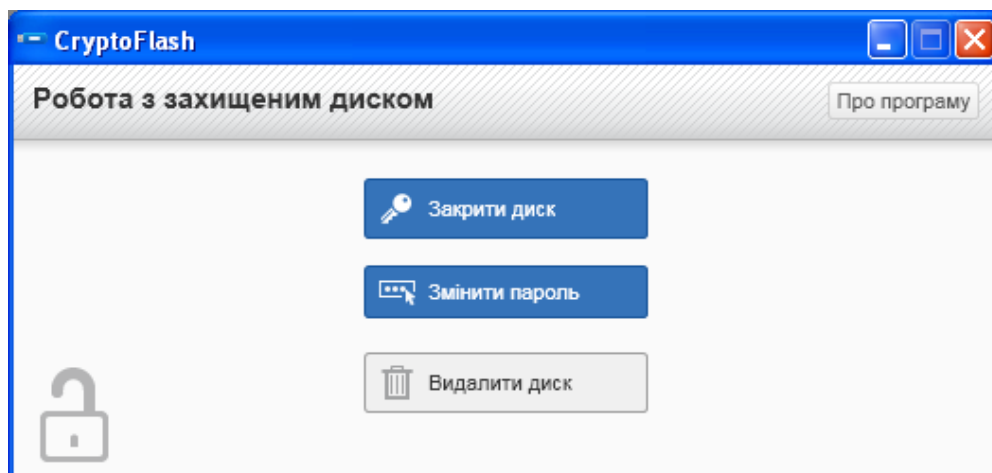 CryptoFlash
Робота з захищеним диском
Про програму
Закрити диск
Змінити пароль
Видалити диск